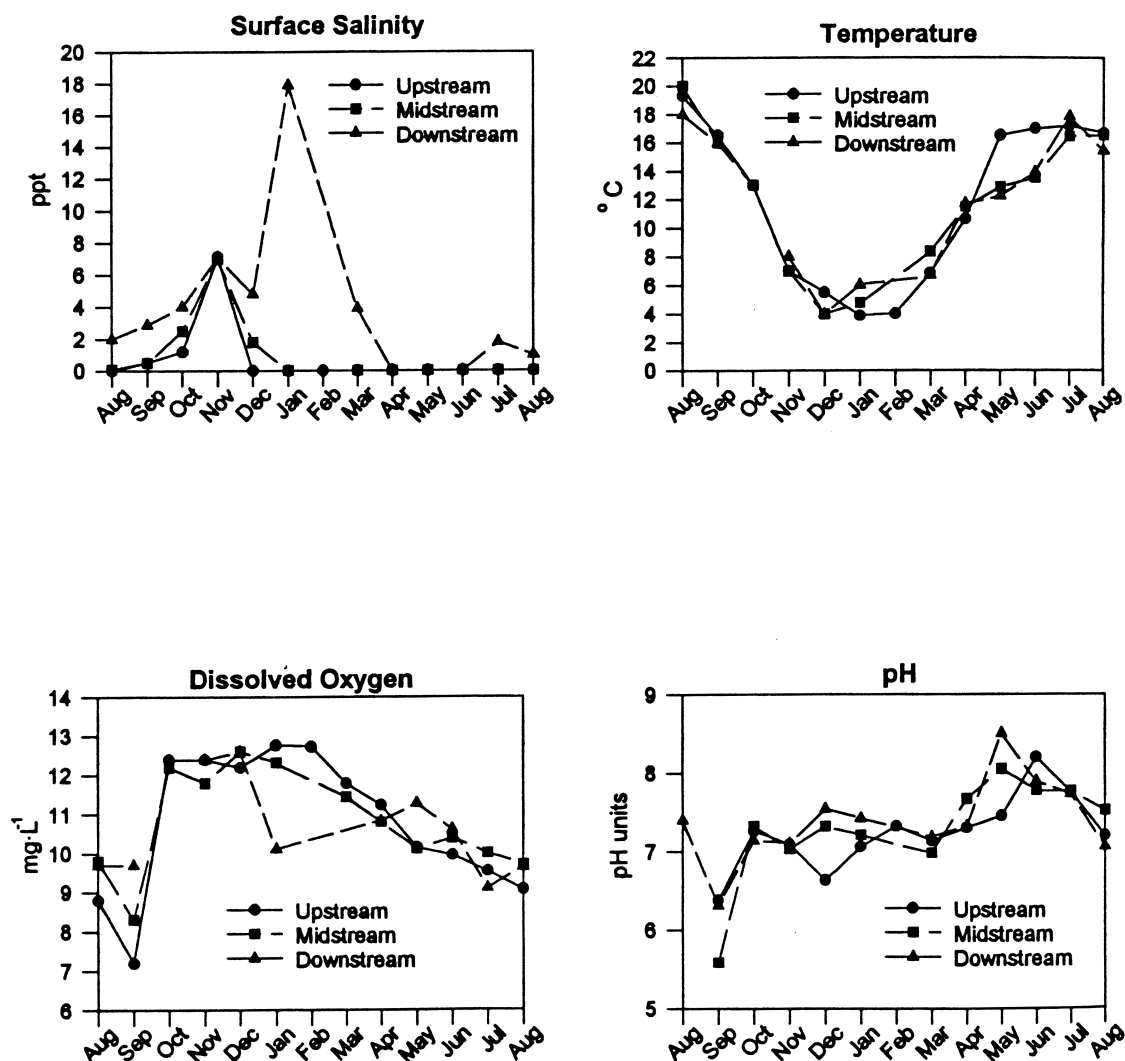 Surface Salinity
20
18
16
14
12
10
8
6
4
2
0
ppt
Upstream
Midstream
Downstream
Aug Sep Oct Nov Dec Jan Feb Mar Apr May Jun Jul Aug
Temperature
22
20
18
16
14
12
10
8
6
4
2
0
°C
Upstream
Midstream
Downstream
Aug Sep Oct Nov Dec Jan Feb Mar Apr May Jun Jul Aug
Dissolved Oxygen
14
13
12
11
10
9
8
7
6
mg·L⁻¹
Upstream
Midstream
Downstream
Aug Sep Oct Nov Dec Jan Feb Mar Apr May Jun Jul Aug
pH
9
8
7
6
5
pH units
Upstream
Midstream
Downstream
Aug Sep Oct Nov Dec Jan Feb Mar Apr May Jun Jul Aug